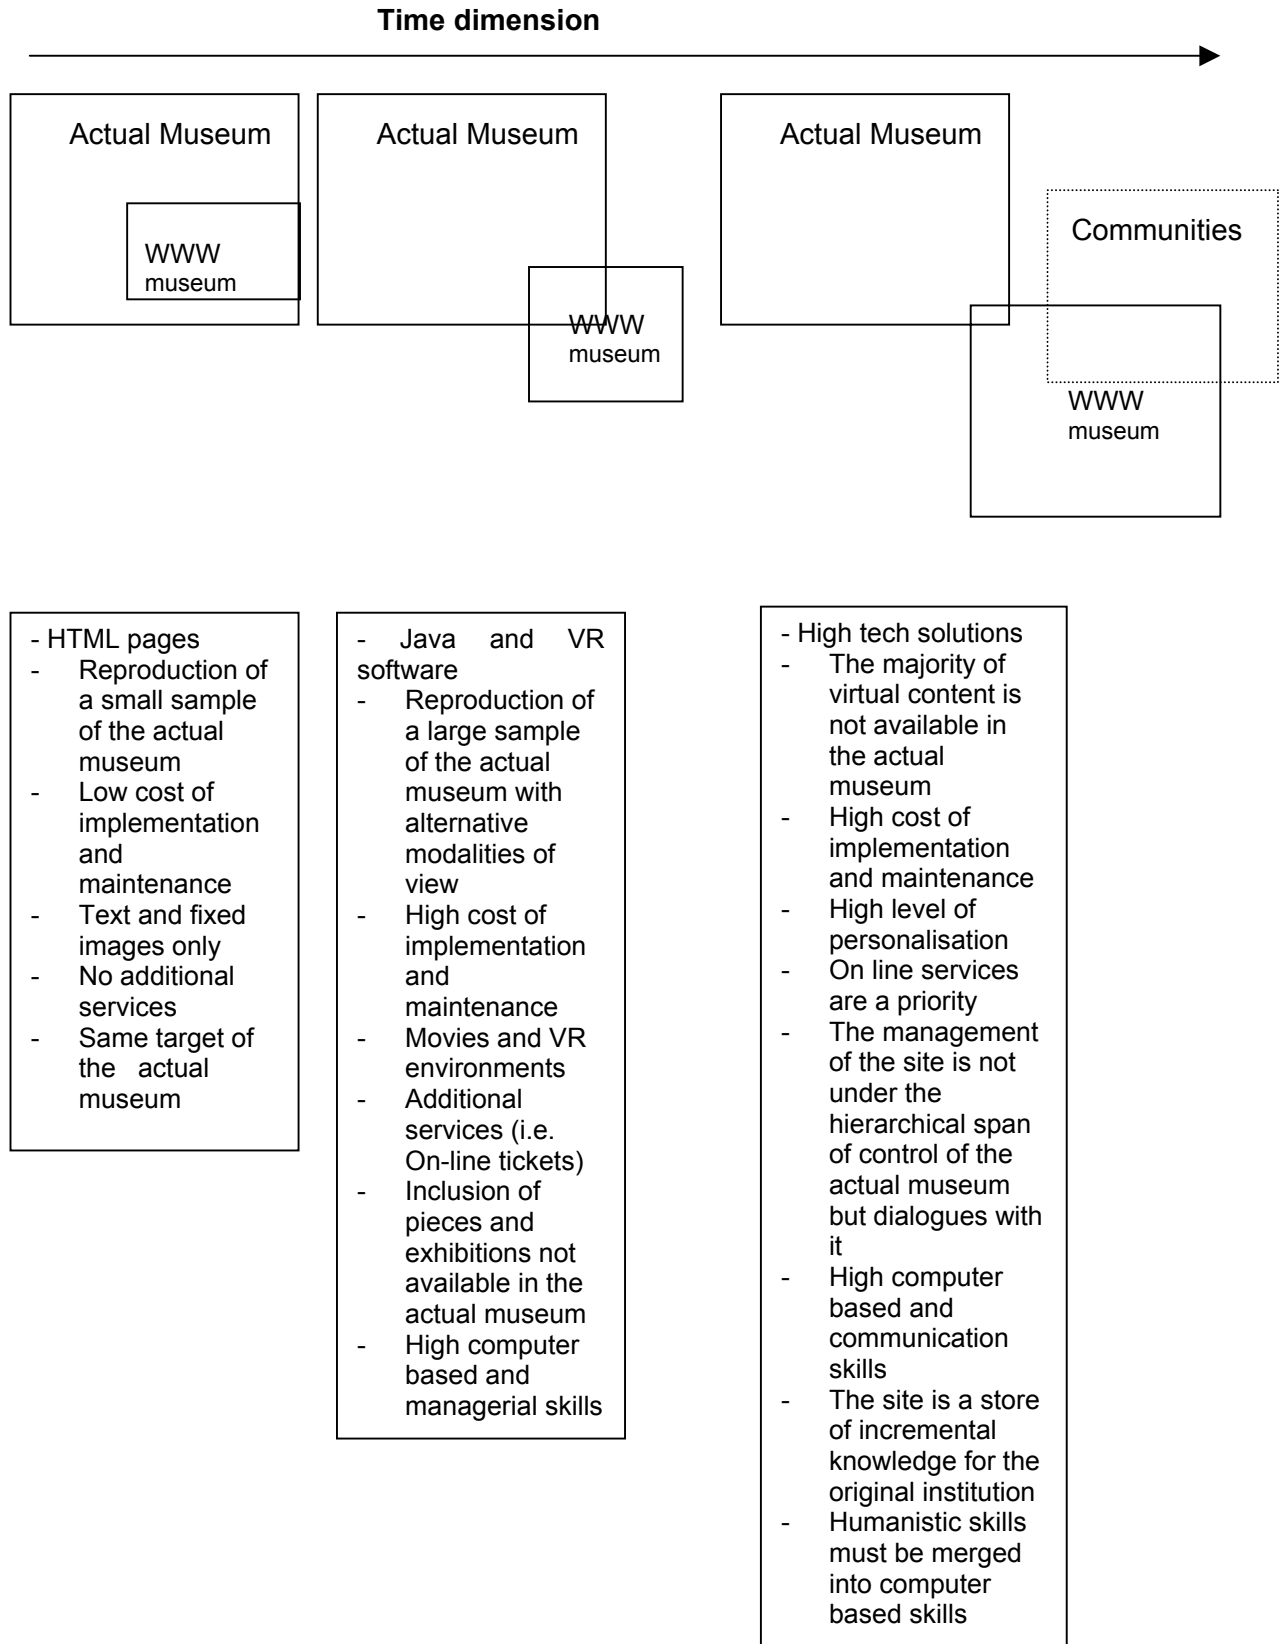 Time dimension
Actual Museum
WWW
museum
Actual Museum
WWW
museum
Actual Museum
Communities
WWW
museum
- HTML pages
- Reproduction of
a small sample
of the actual
museum
- Low cost of
implementation
and
maintenance
- Text and fixed
images only
- No additional
services
- Same target of
the actual
museum
- Java and VR
software
- Reproduction of
a large sample
of the actual
museum with
alternative
modalities of
view
- High cost of
implementation
and
maintenance
- Movies and VR
environments
- Additional
services (i.e.
On-line tickets)
- Inclusion of
pieces and
exhibitions not
available in the
actual museum
- High computer
based and
managerial skills
- High tech solutions
- The majority of
virtual content is
not available in
the actual
museum
- High cost of
implementation
and maintenance
- High level of
personalisation
- On line services
are a priority
- The management
of the site is not
under the
hierarchical span
of control of the
actual museum
but dialogues with
it
- High computer
based and
communication
skills
- The site is a store
of incremental
knowledge for the
original institution
- Humanistic skills
must be merged
into computer
based skills